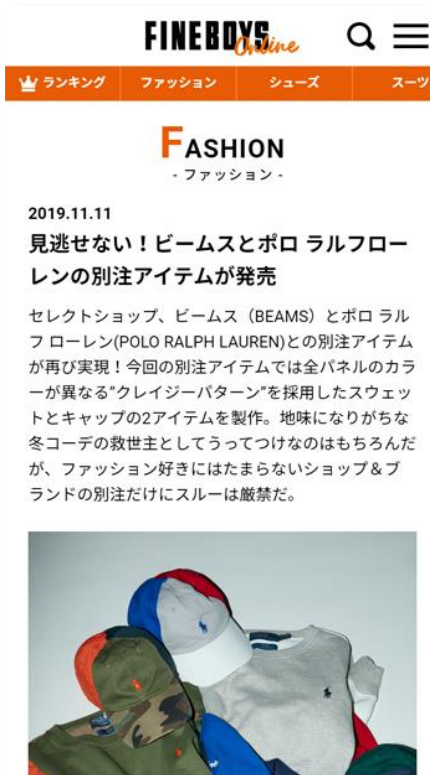 FINEBOYS Online
ランキング ファッション シューズ スーツ
FASHION
- ファッション -
2019.11.11
見逃せない！ビームスとポロ ラルフロー
レンの別注アイテムが発売
セレクトショップ、ビームス（BEAMS）とポロ ラル
フ ローレン(POLO RALPH LAUREN)との別注アイテム
が再び実現！今回の別注アイテムでは全パネルのカラ
ーが異なる”クレイジーパターン”を採用したスウェッ
トとキャップの2アイテムを製作。地味になりがちな
冬コーデの救世主としてうってつけなのはもちろんだ
が、ファッション好きにはたまらないショップ＆ブ
ランドの別注だけにスルーは厳禁だ。